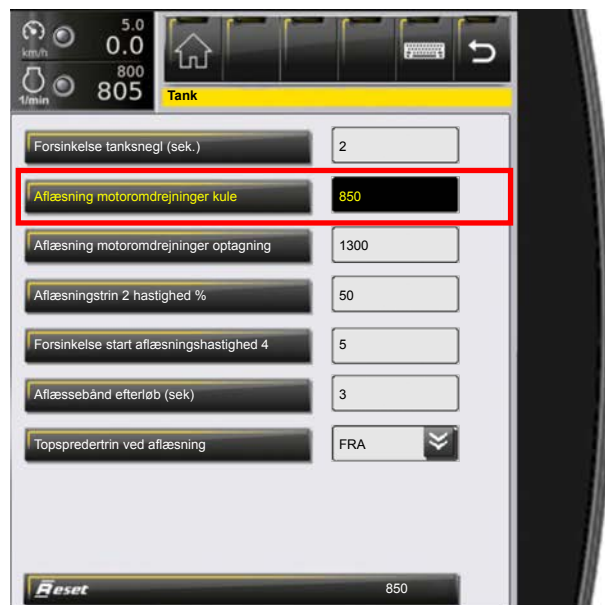 5.0
km/h 0.0
800
1/min 805
Tank
Forsinkelse tanksnegl (sek.) 2
Aflæsning motoromdrejninger kule 850
Aflæsning motoromdrejninger optagning 1300
Aflæsningstrin 2 hastighed % 50
Forsinkelse start aflæsningshastighed 4 5
Aflæssebånd efterløb (sek) 3
Topspredertrin ved aflæsning FRA
Reset 850